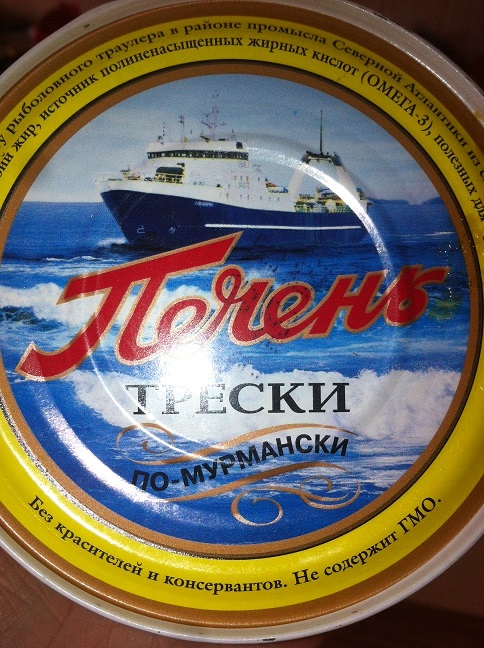 рыболовного траулера в районе промысла Северной Атлантики из
жир, источник полиненасыщенных жирных кислот (ОМЕГА-3), полезных для
Печень
ТРЕСКИ
ПО-МУРМАНСКИ
Без красителей и консервантов. Не содержит ГМО.